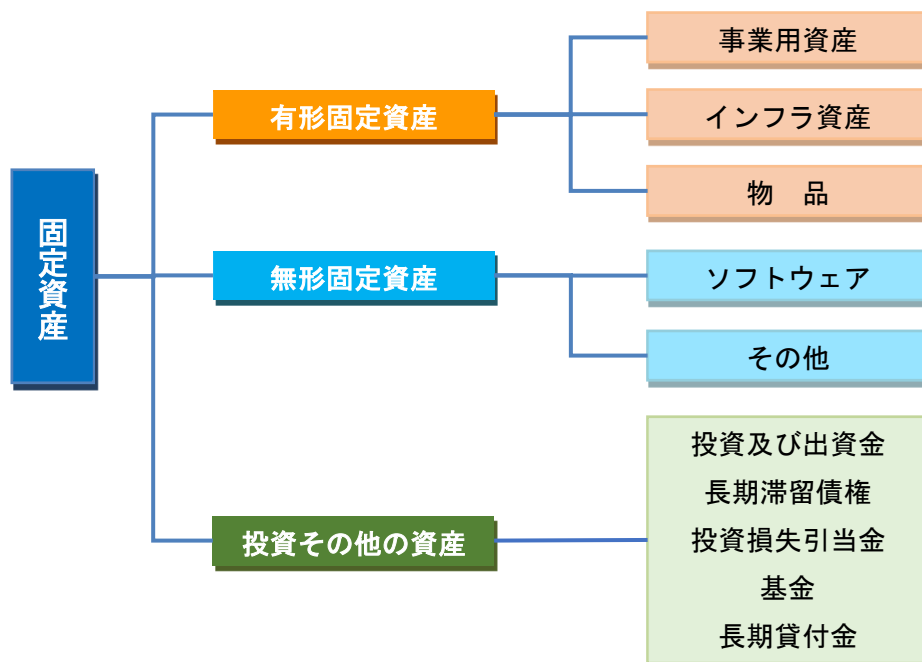 固定資産
有形固定資産
事業用資産
インフラ資産
物　品
無形固定資産
ソフトウェア
その他
投資その他の資産
投資及び出資金
長期滞留債権
投資損失引当金
基金
長期貸付金